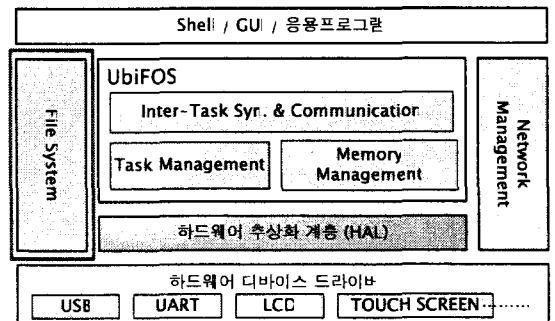 Shell / GUI / 응용프로그램
File System
UbiFOS
Inter-Task Syn. & Communication
Task Management
Memory
Management
Network
Management
하드웨어 추상화 계층 (HAL)
하드웨어 디바이스 드라이버
USB
UART
LCD
TOUCH SCREEN ........